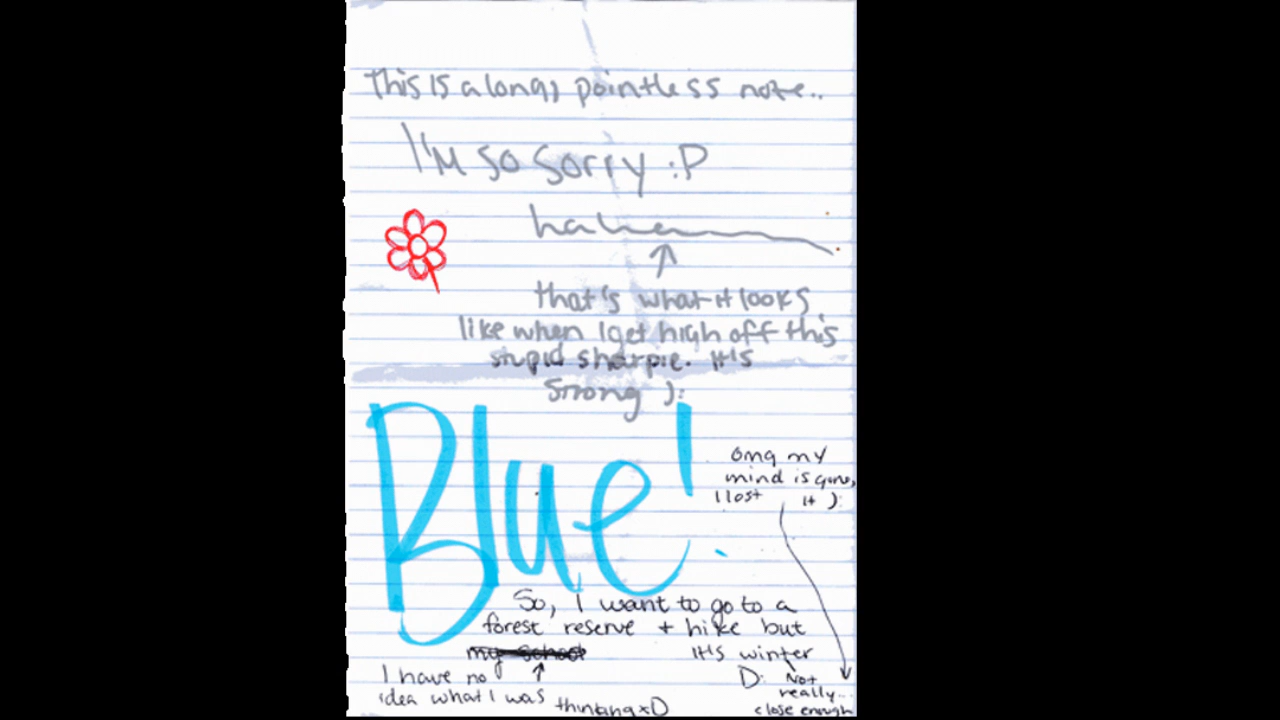 This is a long, pointless note..
I'm so sorry :P
haha
that's what it looks
like when I get high off this
stupid sharpie. It's
strong ):
Blue!
omg my
mind is gone,
I lost it ):
So, I want to go to a
forest reserve + hike but
my school it's winter
D: Not
really...
close enough
I have no
idea what I was thinking xD